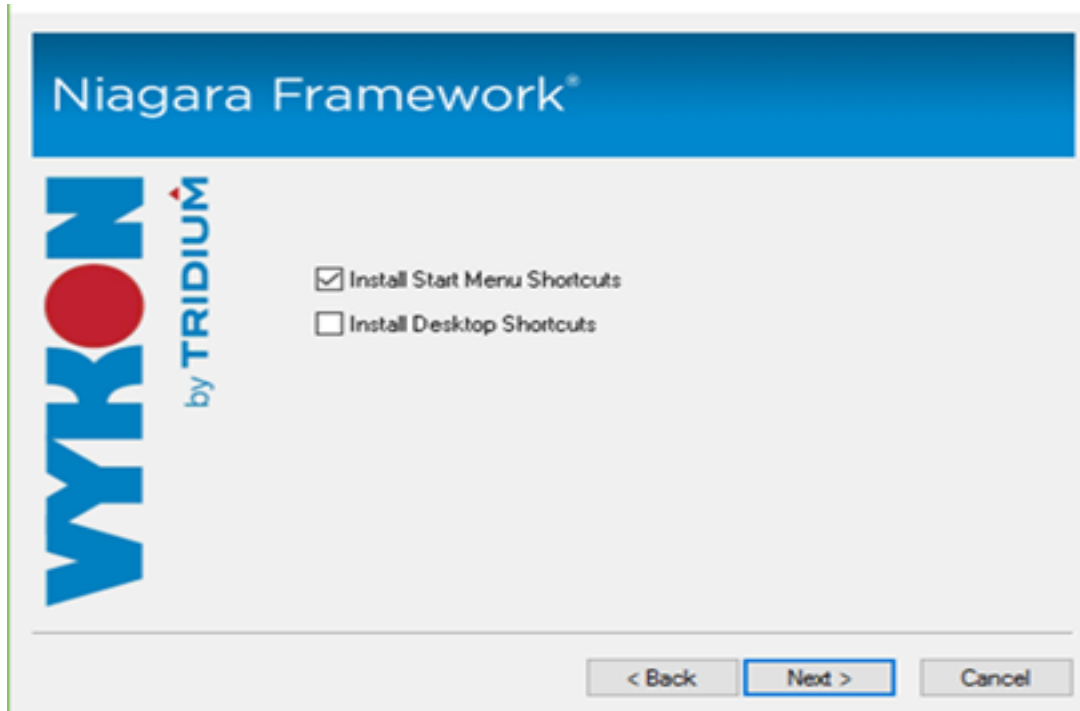 Niagara Framework®
VYKON
by TRIDIUM
Install Start Menu Shortcuts
Install Desktop Shortcuts
< Back
Next >
Cancel